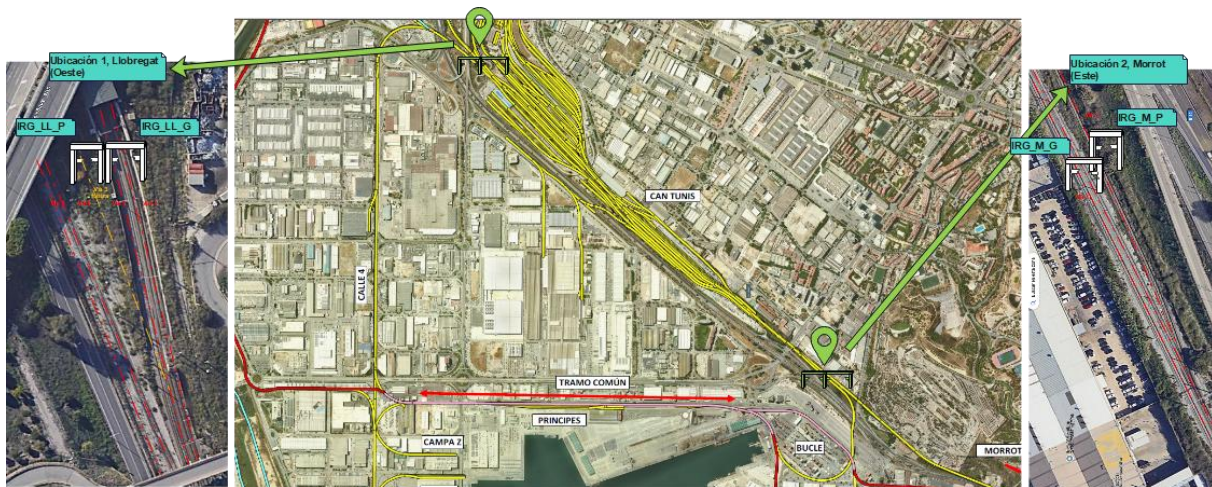 Ubicación 1, Llobregat
(Oeste)
IRG_LL_P
IRG_LL_G
CAN TUNIS
CALLE 4
TRAMO COMÚN
PRINCIPES
CAMPA Z
BUCLE
MORROT
Ubicación 2, Morrot
(Este)
IRG_M_P
IRG_M_G